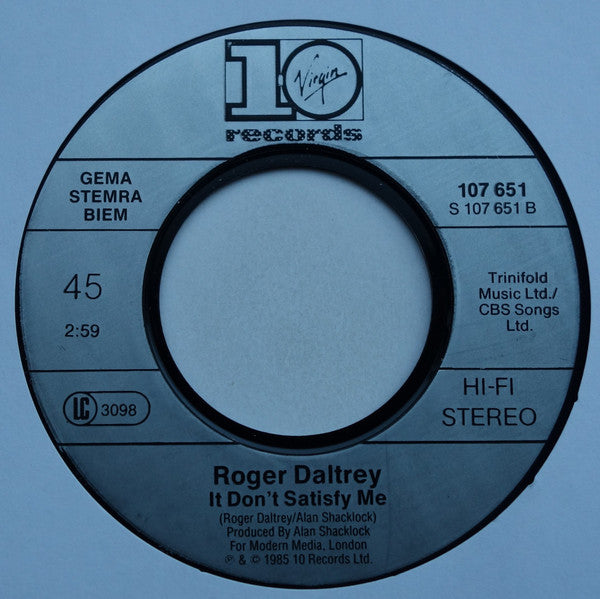 10
Virgin
records
GEMA
STEMRA
BIEM
107 651
S 107 651 B
45
2:59
Trinifold
Music Ltd./
CBS Songs
Ltd.
LC 3098
HI-FI
STEREO
Roger Daltrey
It Don't Satisfy Me
(Roger Daltrey/Alan Shacklock)
Produced By Alan Shacklock
For Modern Media, London
℗ & © 1985 10 Records Ltd.